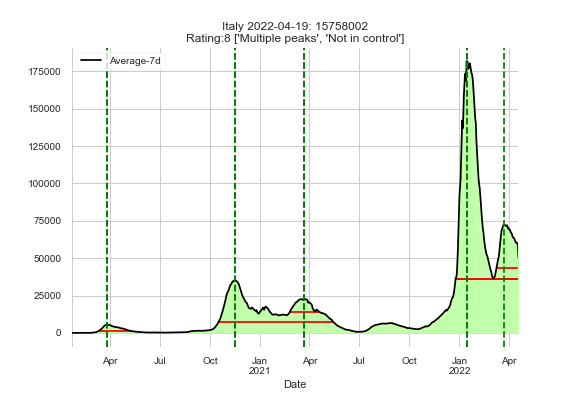 Italy 2022-04-19: 15758002
Rating:8 ['Multiple peaks', 'Not in control']
Average-7d
175000
150000
125000
100000
75000
50000
25000
0
Apr Jul Oct Jan Apr Jul Oct Jan Apr
2021 2022
Date